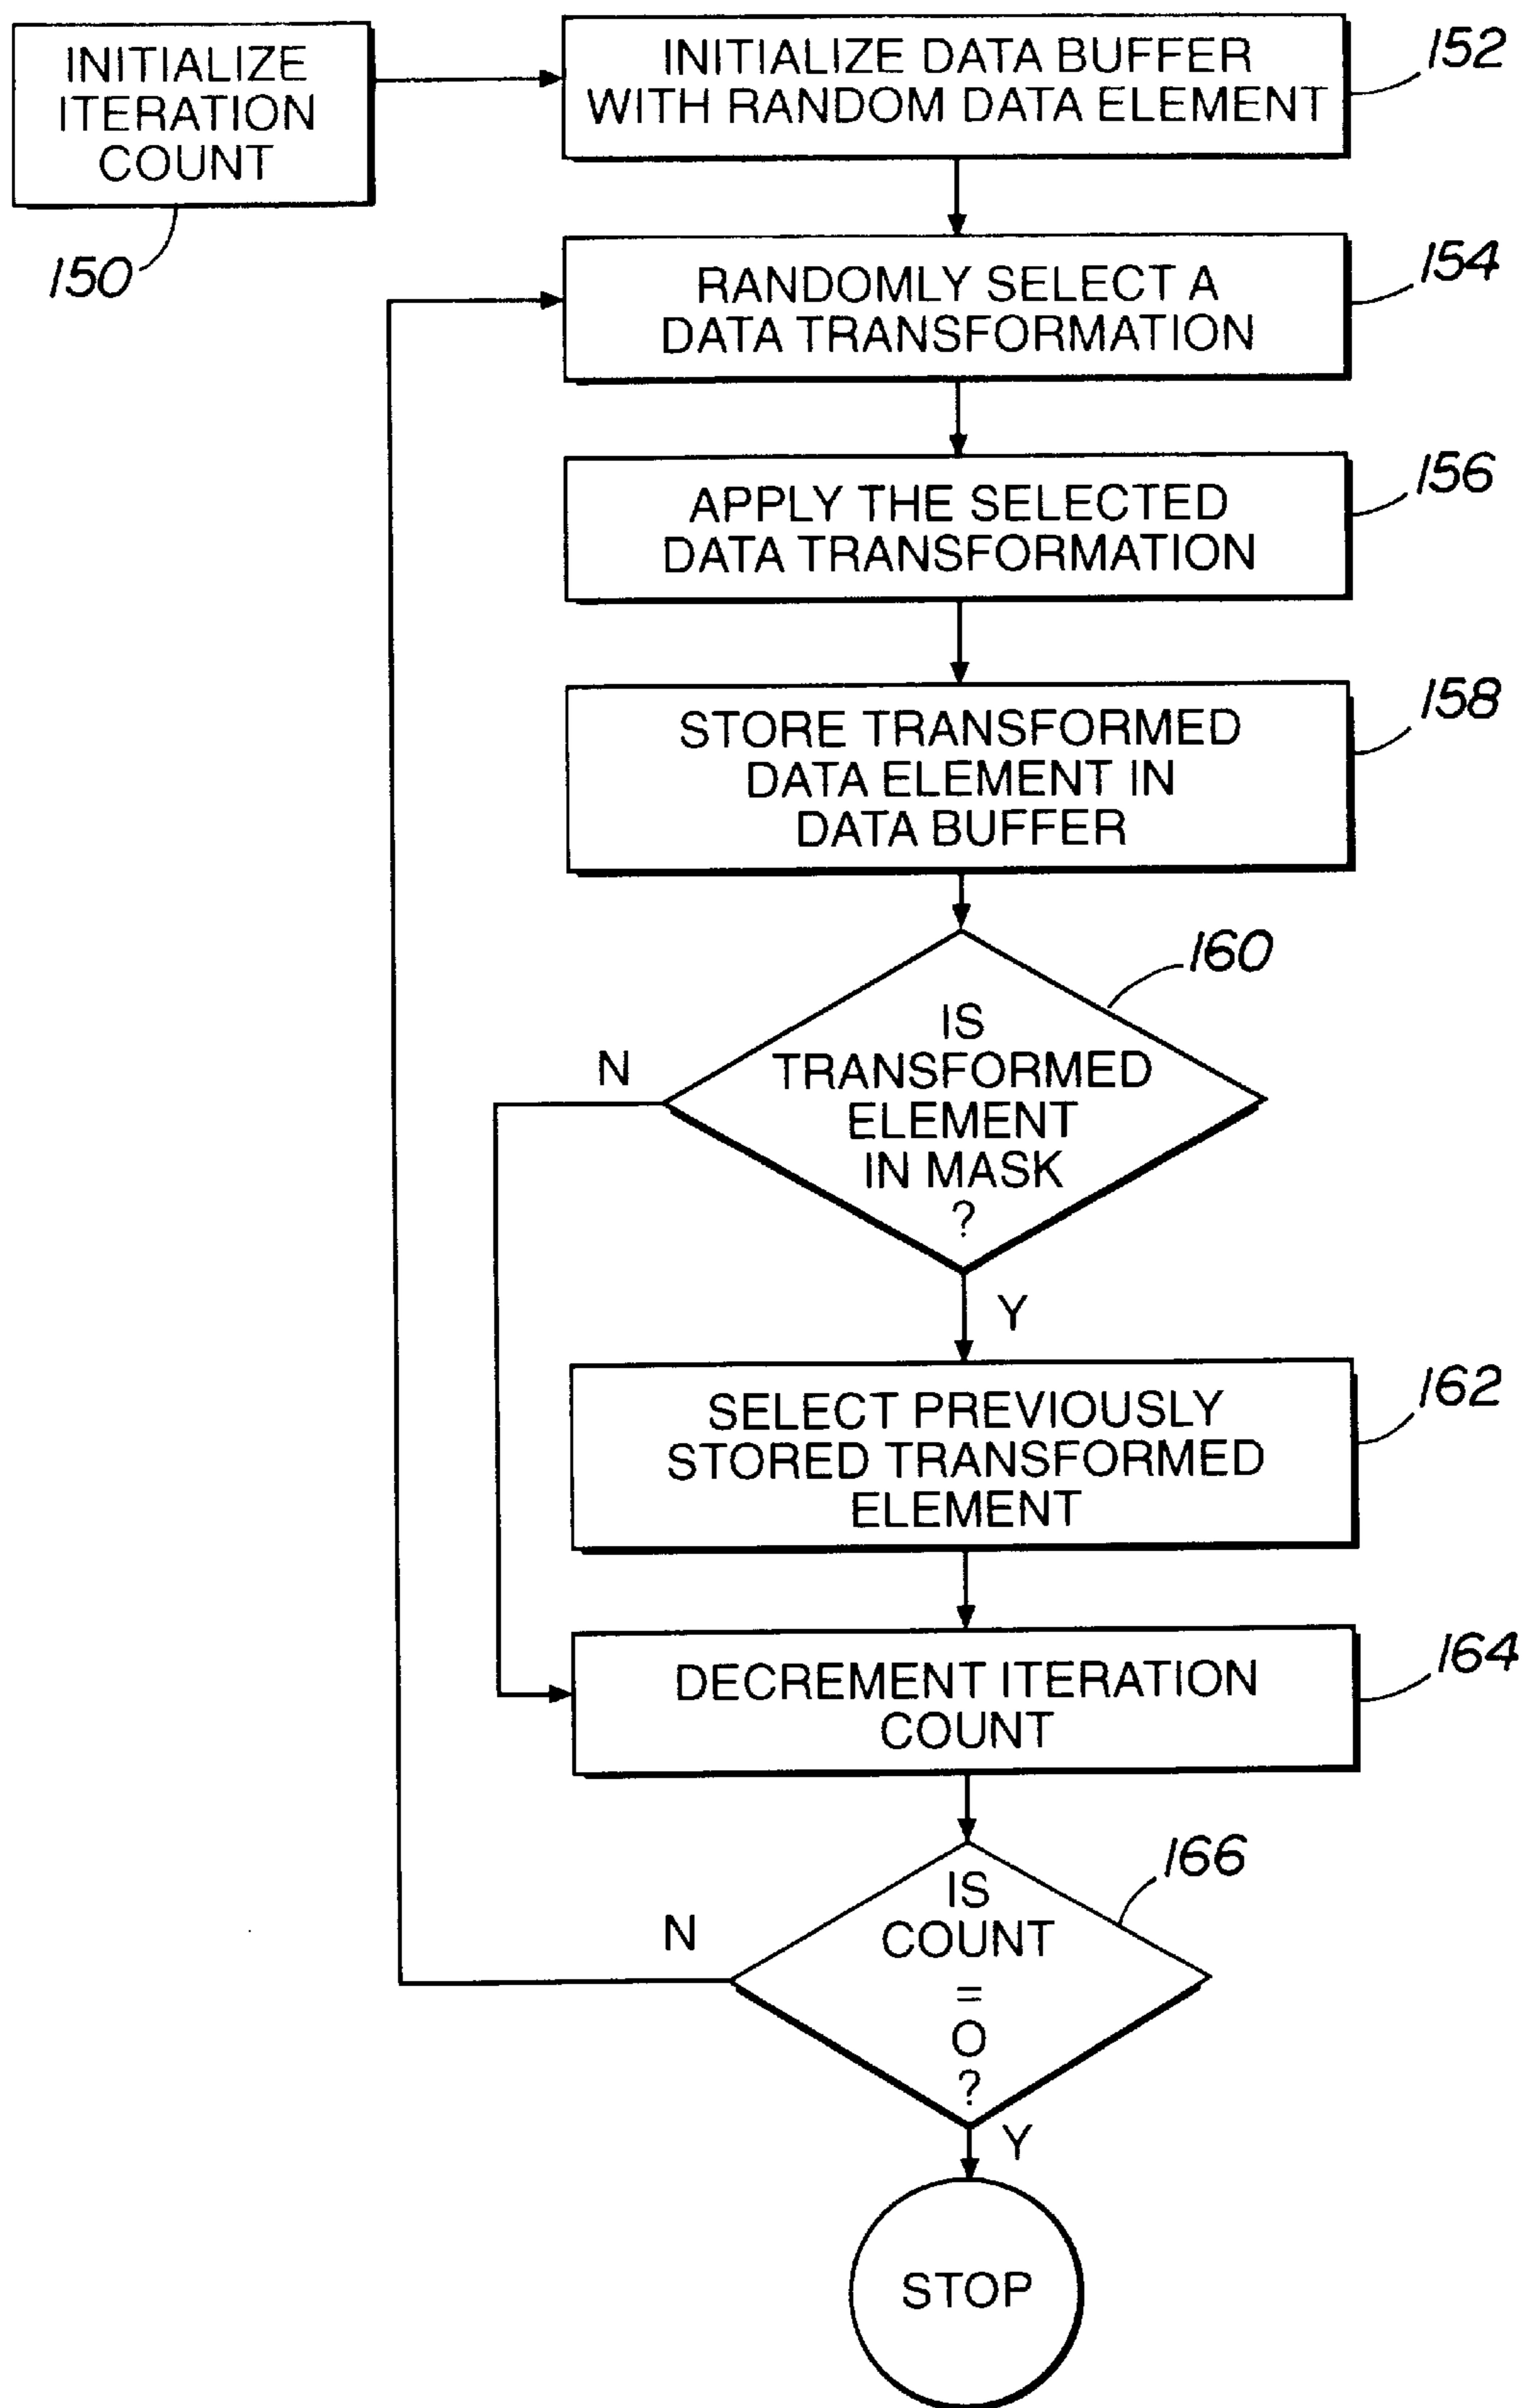 INITIALIZE
ITERATION
COUNT
150
INITIALIZE DATA BUFFER
WITH RANDOM DATA ELEMENT
152
RANDOMLY SELECT A
DATA TRANSFORMATION
154
APPLY THE SELECTED
DATA TRANSFORMATION
156
STORE TRANSFORMED
DATA ELEMENT IN
DATA BUFFER
158
IS
TRANSFORMED
ELEMENT
IN MASK
?
160
N
Y
SELECT PREVIOUSLY
STORED TRANSFORMED
ELEMENT
162
DECREMENT ITERATION
COUNT
164
IS
COUNT
=
O
?
166
N
Y
STOP